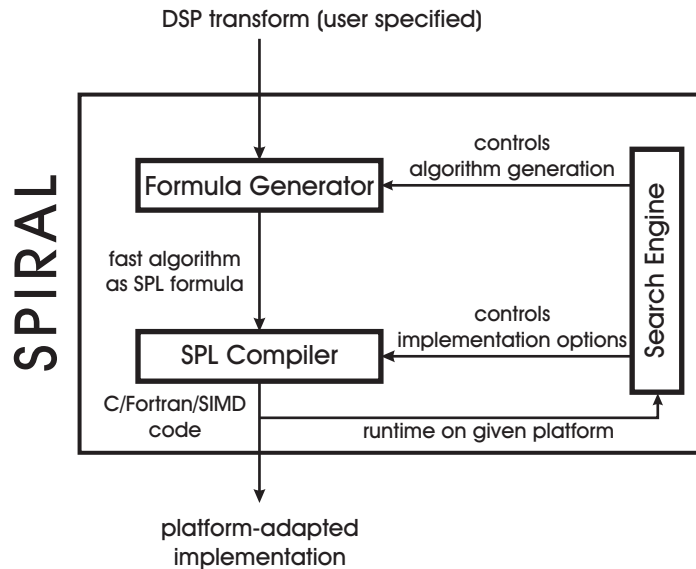 DSP transform (user specified)
SPIRAL
controls
algorithm generation
Formula Generator
Search Engine
fast algorithm
as SPL formula
controls
implementation options
SPL Compiler
C/Fortran/SIMD
code
runtime on given platform
platform-adapted
implementation